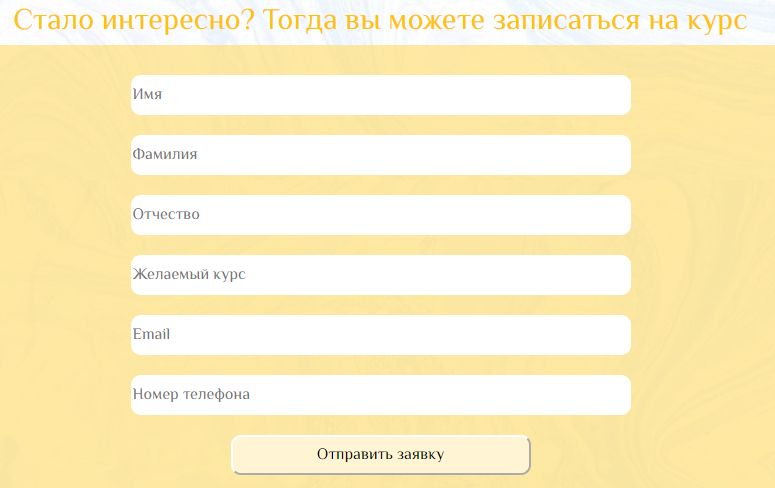 Стало интересно? Тогда вы можете записаться на курс
Имя
Фамилия
Отчество
Желаемый курс
Email
Номер телефона
Отправить заявку